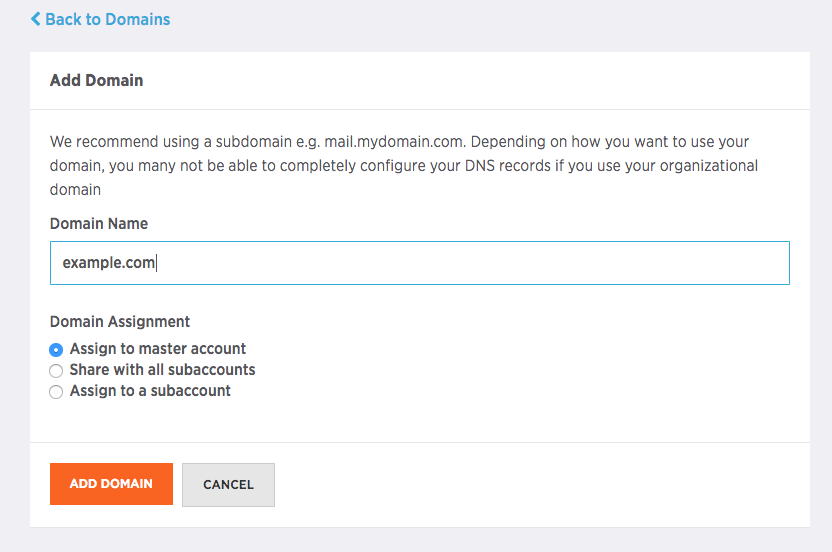 Back to Domains
Add Domain
We recommend using a subdomain e.g. mail.mydomain.com. Depending on how you want to use your
domain, you many not be able to completely configure your DNS records if you use your organizational
domain
Domain Name
example.com
Domain Assignment
Assign to master account
Share with all subaccounts
Assign to a subaccount
ADD DOMAIN
CANCEL